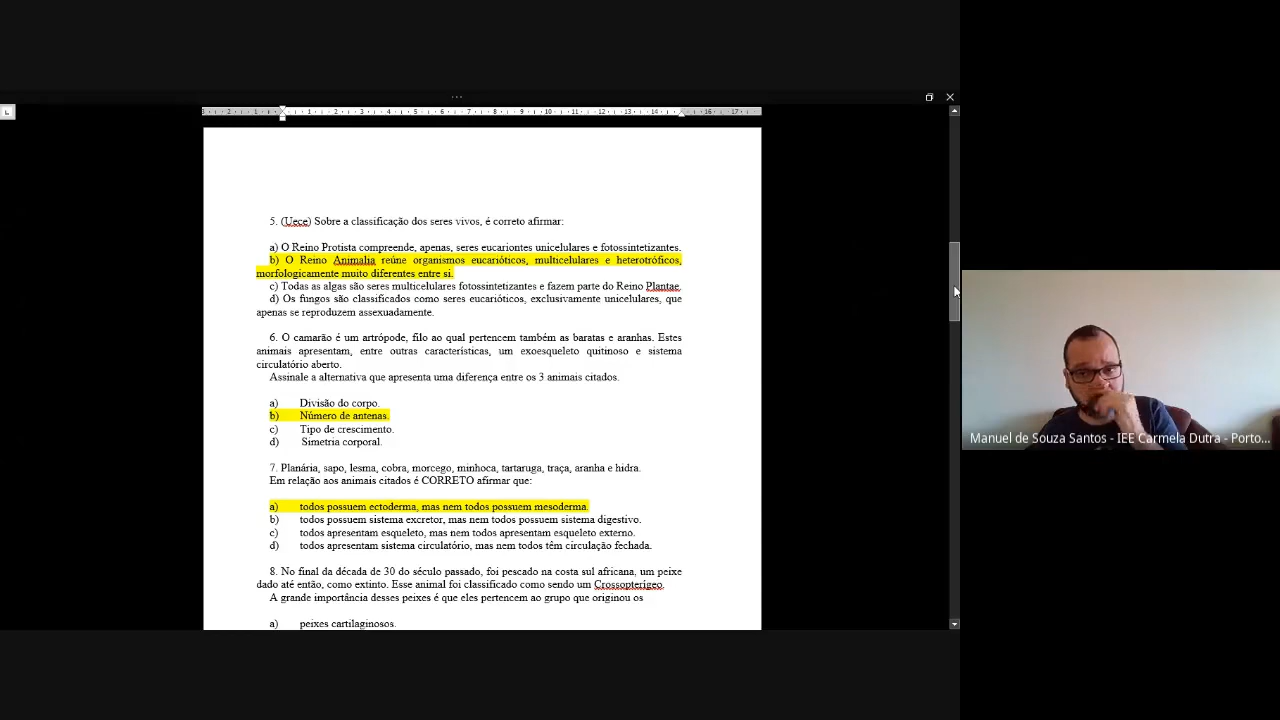 5. (Uece) Sobre a classificação dos seres vivos, é correto afirmar:
a) O Reino Protista compreende, apenas, seres eucariontes unicelulares e fotossintetizantes.
b) O Reino Animalia reúne organismos eucarióticos, multicelulares e heterotróficos,
morfologicamente muito diferentes entre si.
c) Todas as algas são seres multicelulares fotossintetizantes e fazem parte do Reino Plantae.
d) Os fungos são classificados como seres eucarióticos, exclusivamente unicelulares, que
apenas se reproduzem assexuadamente.
6. O camarão é um artrópode, filo ao qual pertencem também as baratas e aranhas. Estes
animais apresentam, entre outras características, um exoesqueleto quitinoso e sistema
circulatório aberto.
Assinale a alternativa que apresenta uma diferença entre os 3 animais citados.
a) Divisão do corpo.
b) Número de antenas.
c) Tipo de crescimento.
d) Simetria corporal.
7. Planária, sapo, lesma, cobra, morcego, minhoca, tartaruga, traça, aranha e hidra.
Em relação aos animais citados é CORRETO afirmar que:
a) todos possuem ectoderma, mas nem todos possuem mesoderma.
b) todos possuem sistema excretor, mas nem todos possuem sistema digestivo.
c) todos apresentam esqueleto, mas nem todos apresentam esqueleto externo.
d) todos apresentam sistema circulatório, mas nem todos têm circulação fechada.
8. No final da década de 30 do século passado, foi pescado na costa sul africana, um peixe
dado até então, como extinto. Esse animal foi classificado como sendo um Crossopterígeo.
A grande importância desses peixes é que eles pertencem ao grupo que originou os
a) peixes cartilaginosos.
Manuel de Souza Santos - IEE Carmela Dutra - Porto...